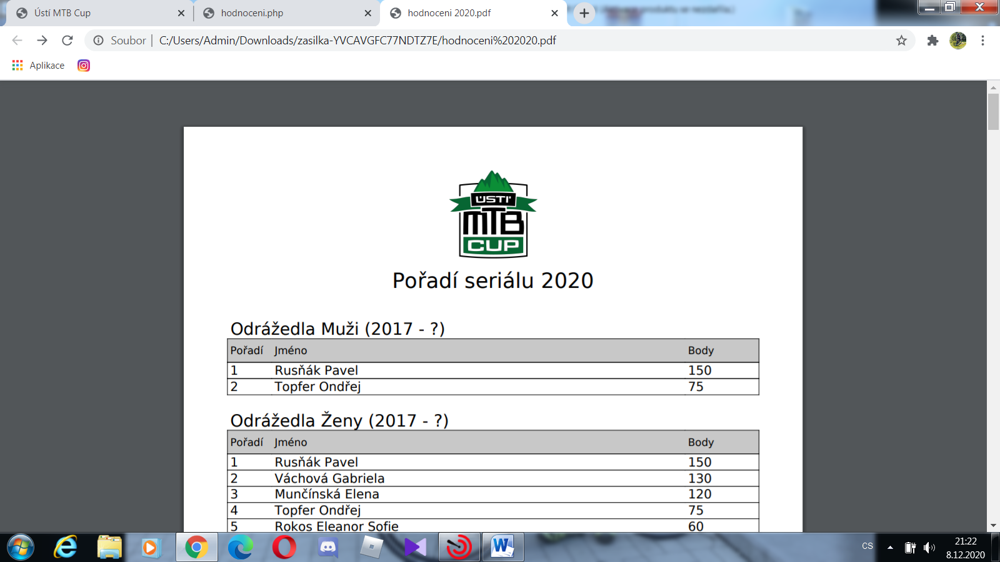 Ústí MTB Cup
hodnoceni.php
hodnoceni 2020.pdf
Soubor
C:/Users/Admin/Downloads/zasilka-YVCAVGFC77NDTZ7E/hodnoceni%202020.pdf
Aplikace
ÚSTÍ
MTB
CUP
Pořadí seriálu 2020
Odrážedla Muži (2017 - ?)
Pořadí Jméno Body
1 Rusňák Pavel 150
2 Topfer Ondřej 75
Odrážedla Ženy (2017 - ?)
Pořadí Jméno Body
1 Rusňák Pavel 150
2 Váchová Gabriela 130
3 Munčínská Elena 120
4 Topfer Ondřej 75
5 Rokos Eleanor Sofie 60
CS
21:22
8.12.2020